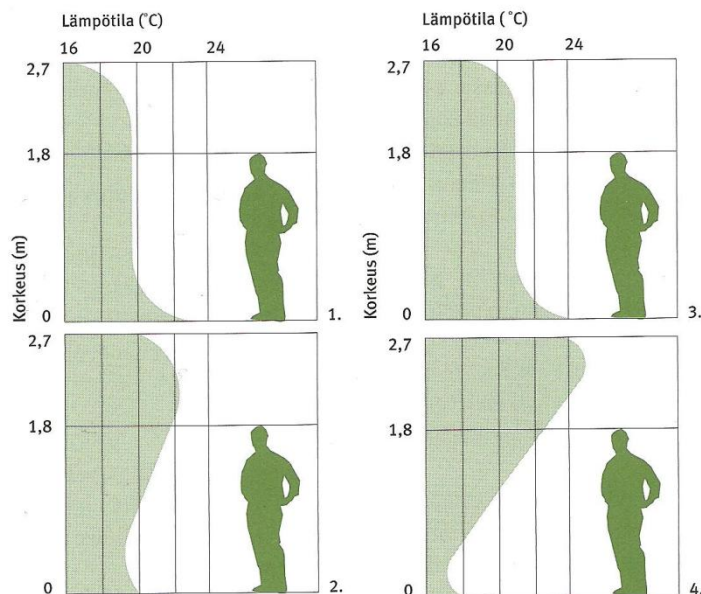 Lämpötila (°C)
16 20 24
2,7
1,8
Korkeus (m)
0
1.
2,7
1,8
0
2.
Lämpötila (°C)
16 20 24
2,7
1,8
Korkeus (m)
0
3.
2,7
1,8
0
4.